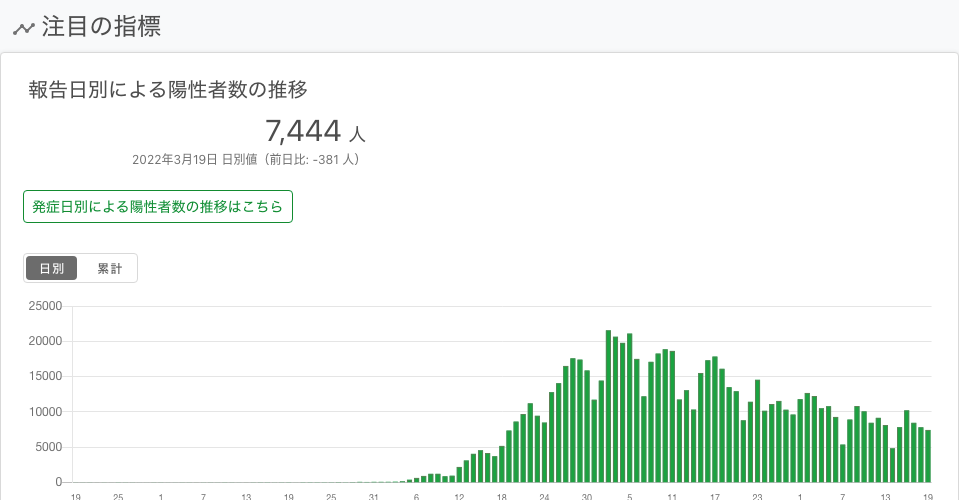 注目の指標
報告日別による陽性者数の推移
7,444 人
2022年3月19日 日別値（前日比: -381 人）
発症日別による陽性者数の推移はこちら
日別 累計
25000
20000
15000
10000
5000
0
19 25 1 7 13 19 25 31 6 12 18 24 30 5 11 17 23 1 7 13 19